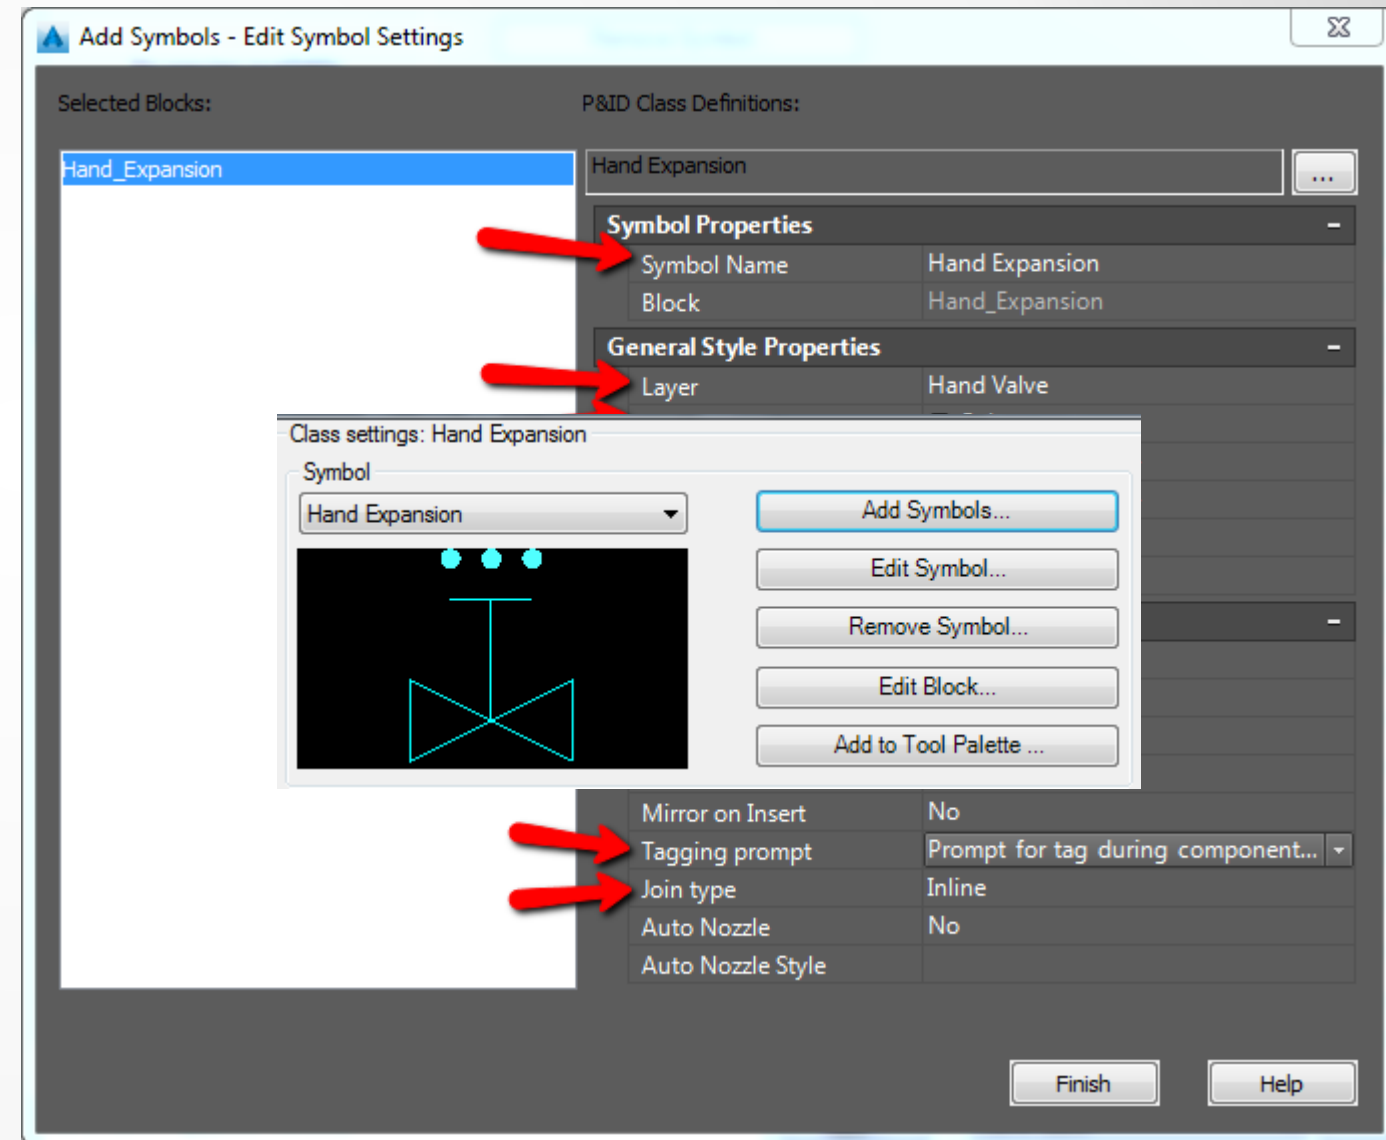 Add Symbols - Edit Symbol Settings
Selected Blocks:
P&ID Class Definitions:
Hand_Expansion
Hand Expansion
...
Symbol Properties
Symbol Name Hand Expansion
Block Hand_Expansion
General Style Properties
Layer Hand Valve
Class settings: Hand Expansion
Symbol
Hand Expansion
Add Symbols...
Edit Symbol...
Remove Symbol...
Edit Block...
Add to Tool Palette ...
Mirror on Insert No
Tagging prompt Prompt for tag during component...
Join type Inline
Auto Nozzle No
Auto Nozzle Style
Finish
Help